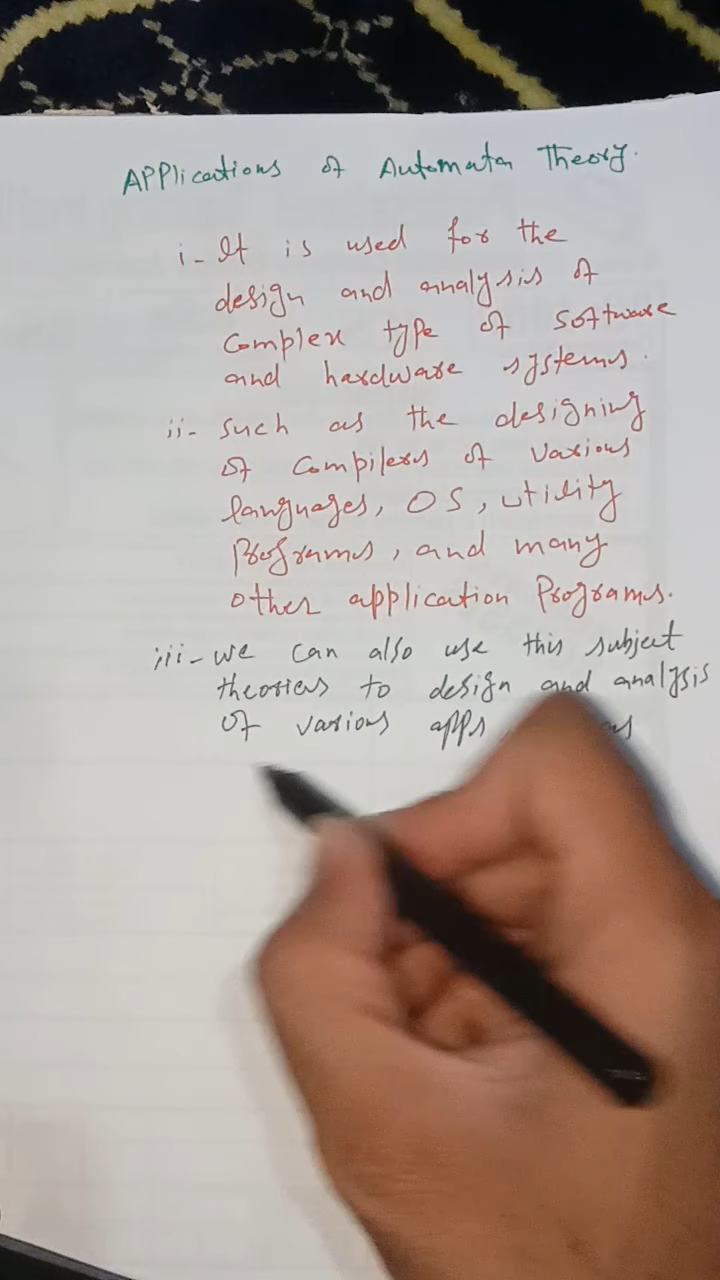 Applications of Automata Theory.
i- It is used for the
design and analysis of
complex type of software
and hardware systems.
ii- such as the designing
of compilers of various
languages, OS, utility
Programs, and many
other application Programs.
iii- we can also use this subject
theories to design and analysis
of various apps